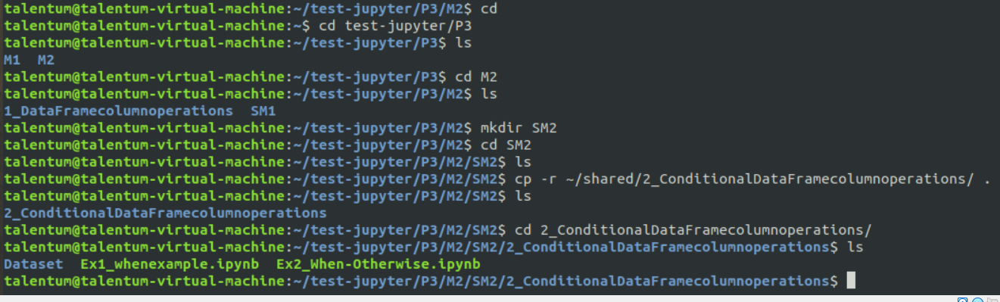 talentum@talentum-virtual-machine:~/test-jupyter/P3/M2$ cd
talentum@talentum-virtual-machine:~$ cd test-jupyter/P3
talentum@talentum-virtual-machine:~/test-jupyter/P3$ ls
M1  M2
talentum@talentum-virtual-machine:~/test-jupyter/P3$ cd M2
talentum@talentum-virtual-machine:~/test-jupyter/P3/M2$ ls
1_DataFramecolumnoperations  SM1
talentum@talentum-virtual-machine:~/test-jupyter/P3/M2$ mkdir SM2
talentum@talentum-virtual-machine:~/test-jupyter/P3/M2$ cd SM2
talentum@talentum-virtual-machine:~/test-jupyter/P3/M2/SM2$ ls
talentum@talentum-virtual-machine:~/test-jupyter/P3/M2/SM2$ cp -r ~/shared/2_ConditionalDataFramecolumnoperations/ .
talentum@talentum-virtual-machine:~/test-jupyter/P3/M2/SM2$ ls
2_ConditionalDataFramecolumnoperations
talentum@talentum-virtual-machine:~/test-jupyter/P3/M2/SM2$ cd 2_ConditionalDataFramecolumnoperations/
talentum@talentum-virtual-machine:~/test-jupyter/P3/M2/SM2/2_ConditionalDataFramecolumnoperations$ ls
Dataset  Ex1_whenexample.ipynb  Ex2_When-Otherwise.ipynb
talentum@talentum-virtual-machine:~/test-jupyter/P3/M2/SM2/2_ConditionalDataFramecolumnoperations$